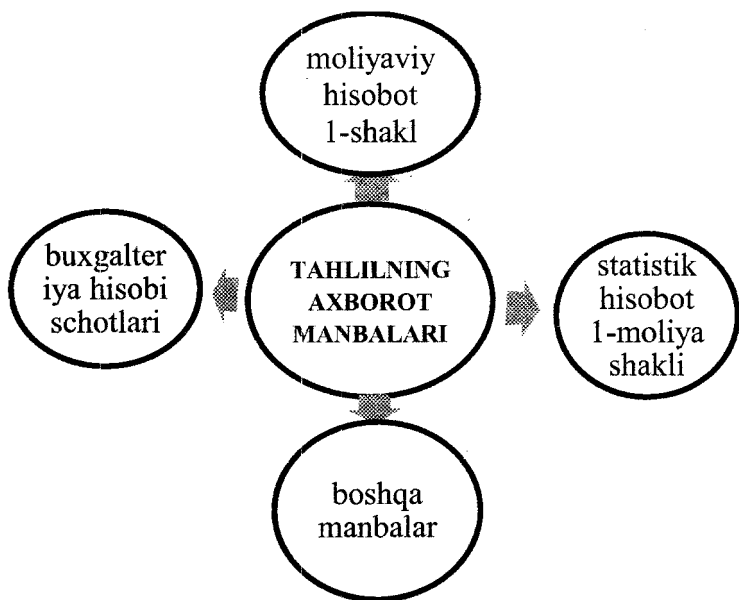 moliyaviy
hisobot
1-shakl
buxgalter
iya hisobi
schotlari
TAHLILNING
AXBOROT
MANBALARI
statistik
hisobot
1-moliya
shakli
boshqa
manbalar